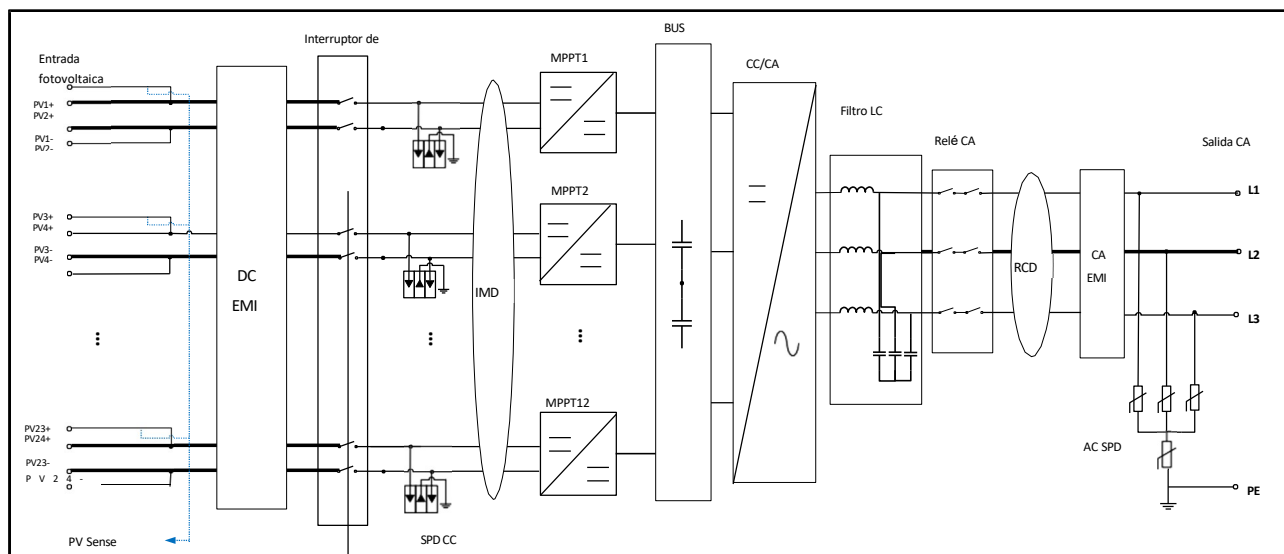 BUS
Interruptor de
MPPT1
Entrada
fotovoltaica
CC/CA
PV1+
PV2+
PV1-
PV2-
Filtro LC
Relé CA
Salida CA
MPPT2
L1
PV3+
PV4+
PV3-
PV4-
L2
DC
EMI
IMD
RCD
CA
EMI
L3
MPPT12
PV23+
PV24+
PV23-
PV24-
AC SPD
PE
PV Sense
SPD CC